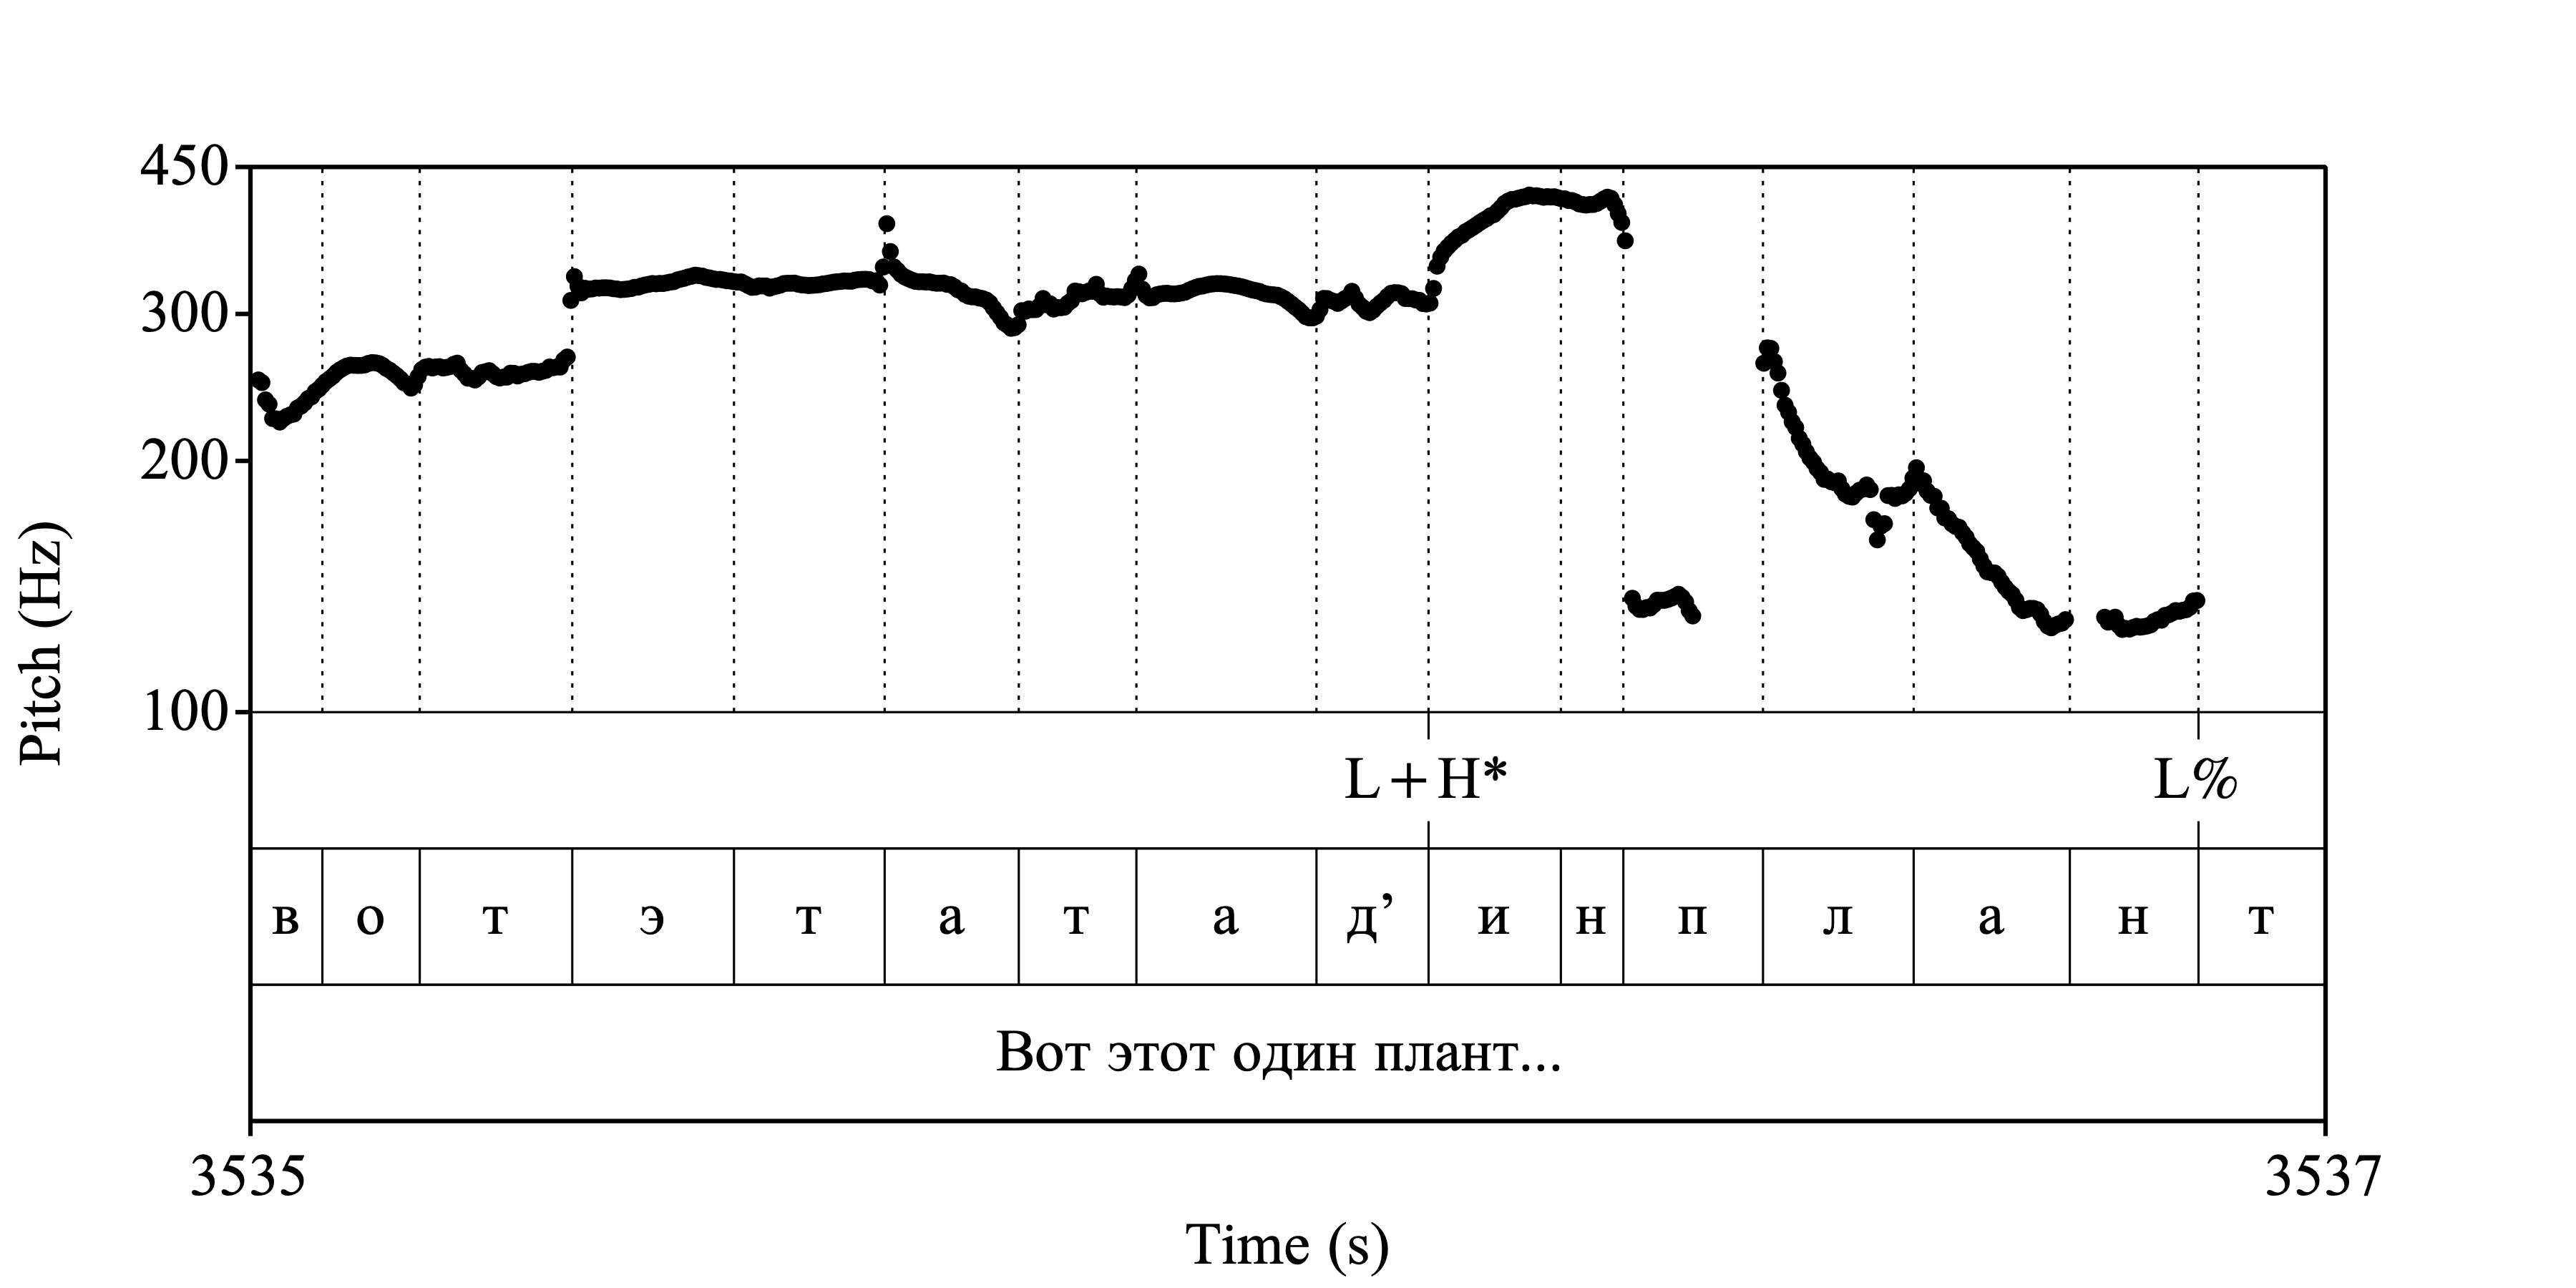 450
300
200
100
Pitch (Hz)
L+H* L%
в о т э т а т а д’ и н п л а н т
Вот этот один плант...
3535 3537
Time (s)